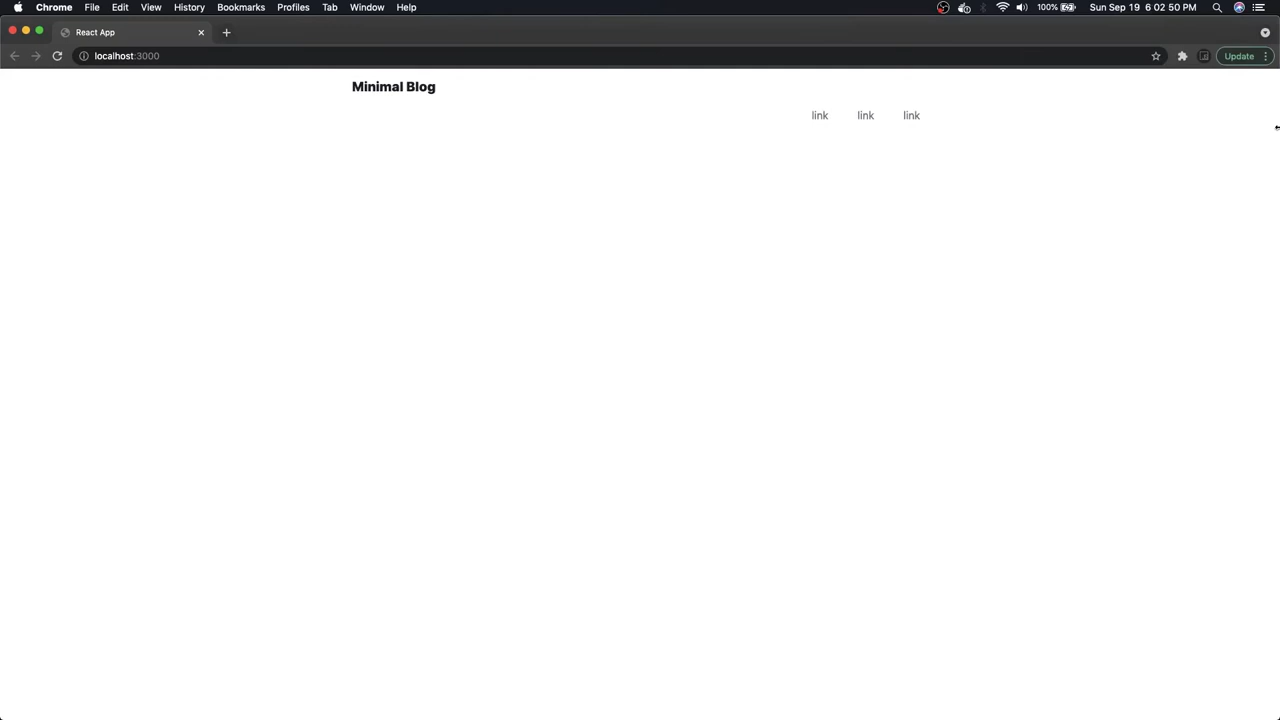 Chrome File Edit View History Bookmarks Profiles Tab Window Help 100% Sun Sep 19 6 02 50 PM
React App
localhost:3000 Update
Minimal Blog
link link link